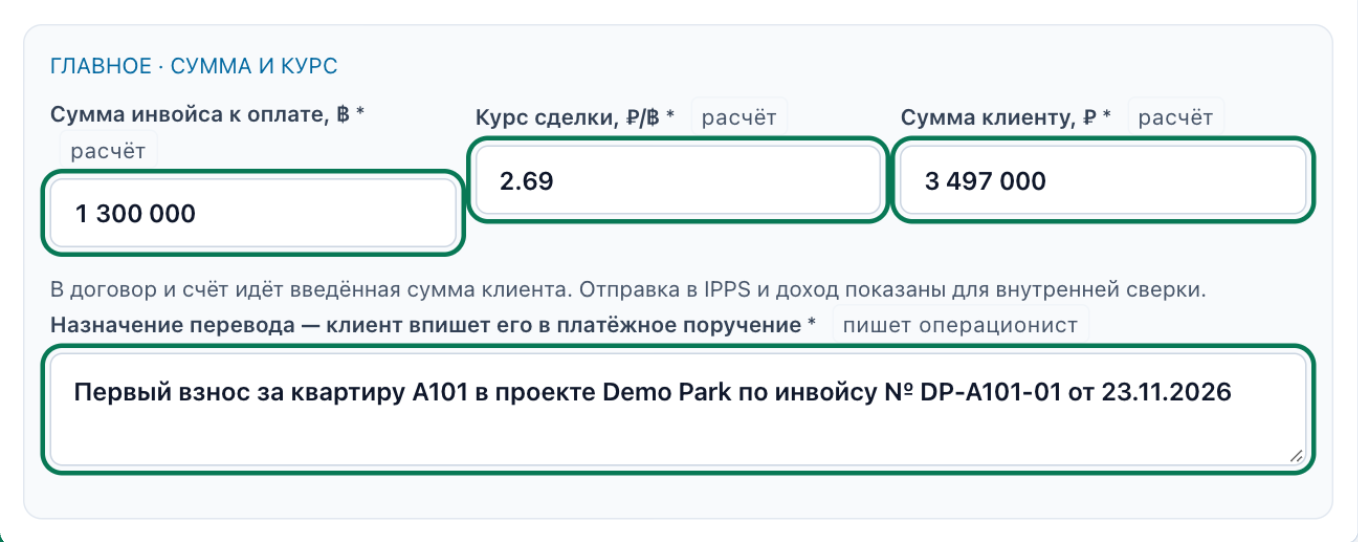 ГЛАВНОЕ · СУММА И КУРС
Сумма инвойса к оплате, ฿ *
расчёт
1 300 000
Курс сделки, ₽/฿ * расчёт
2.69
Сумма клиенту, ₽ * расчёт
3 497 000
В договор и счёт идёт введённая сумма клиента. Отправка в IPPS и доход показаны для внутренней сверки.
Назначение перевода — клиент впишет его в платёжное поручение * пишет операционист
Первый взнос за квартиру A101 в проекте Demo Park по инвойсу № DP-A101-01 от 23.11.2026